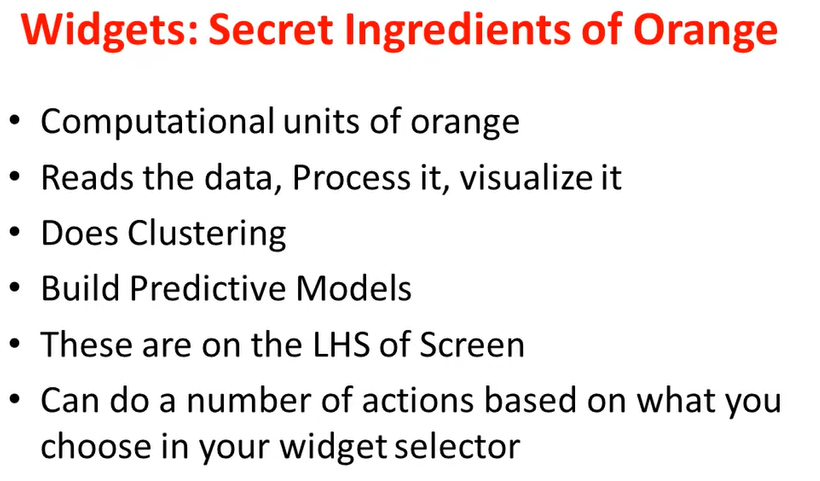 Widgets: Secret Ingredients of Orange
• Computational units of orange
• Reads the data, Process it, visualize it
• Does Clustering
• Build Predictive Models
• These are on the LHS of Screen
• Can do a number of actions based on what you
choose in your widget selector